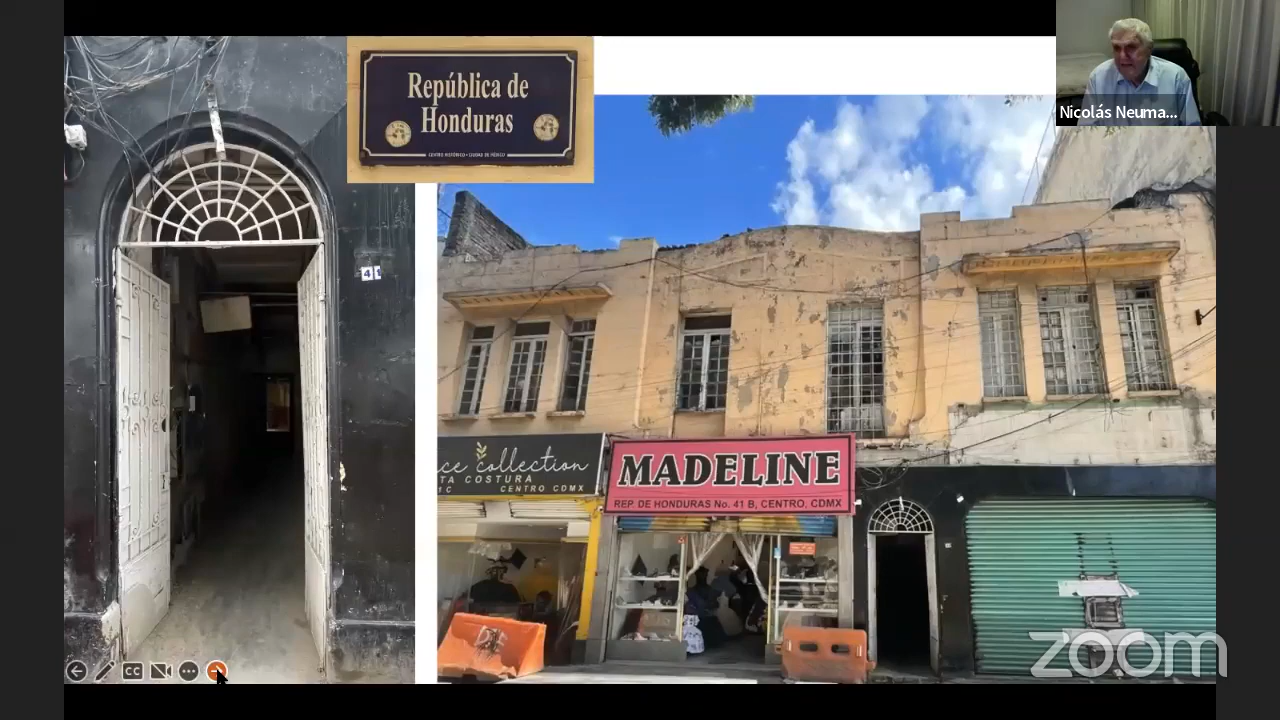 República de
Honduras
CENTRO HISTÓRICO • CIUDAD DE MÉXICO
Nicolás Neuma...
41
ce collection
TA COSTURA
CENTRO CDMX
MADELINE
REP. DE HONDURAS No. 41 B, CENTRO, CDMX
CC
zoom